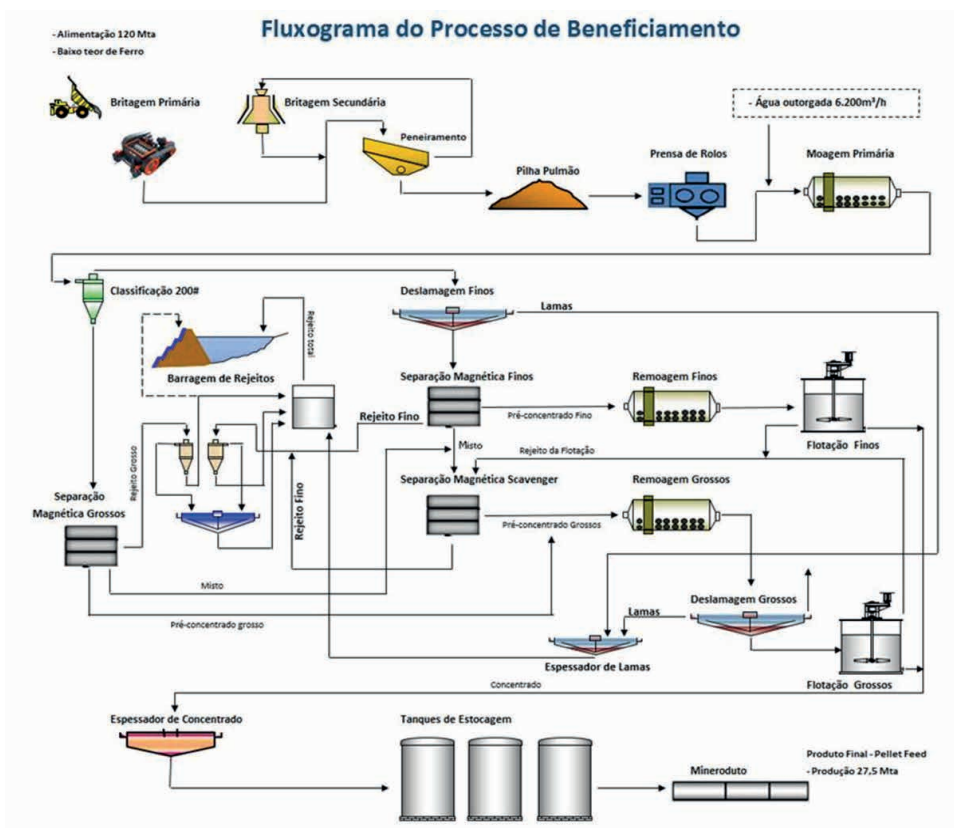 Fluxograma do Processo de Beneficiamento
- Alimentação 120 Mta
- Baixo teor de Ferro
Britagem Primária
Britagem Secundária
Peneiramento
Pilha Pulmão
Prensa de Rolos
- Água outorgada 6.200m³/h
Moagem Primária
Classificação 200#
Deslamagem Finos
Lamas
Rejeito total
Barragem de Rejeitos
Separação Magnética Finos
Remoagem Finos
Pré-concentrado Fino
Flotação Finos
Rejeito Fino
Misto
Rejeito da Flotação
Rejeito Grosso
Separação Magnética Scavenger
Remoagem Grossos
Separação
Magnética Grossos
Rejeito Fino
Pré-concentrado Grossos
Misto
Pré-concentrado grosso
Deslamagem Grossos
Lamas
Espessador de Lamas
Flotação Grossos
Concentrado
Espessador de Concentrado
Tanques de Estocagem
Mineroduto
Produto Final - Pellet Feed
- Produção 27,5 Mta